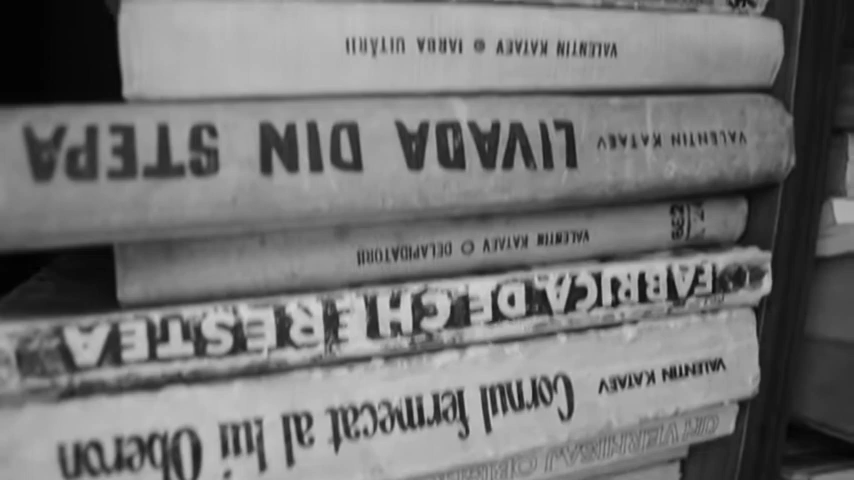 VALENTIN KATAEV IARBA UITĂRII
VALENTIN KATAEV LIVADA DIN STEPA
VALENTIN KATAEV DELAPIDATORII
FABRICA DE CHERESTEA
VALENTIN KATAEV Cornul fermecat al lui Oberon
VERNISAJ